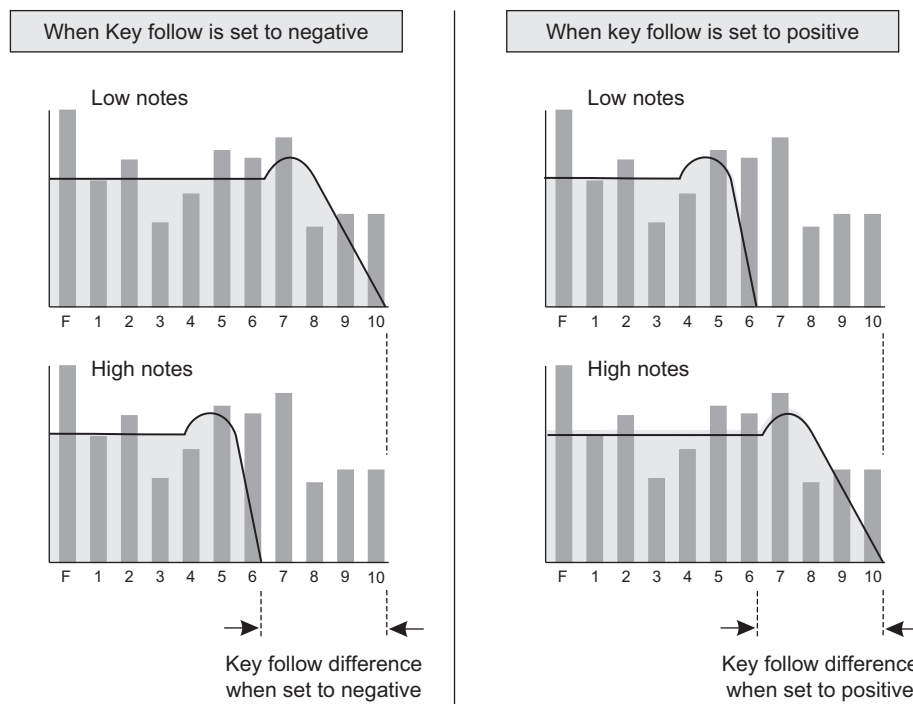 When Key follow is set to negative
Low notes
F 1 2 3 4 5 6 7 8 9 10
High notes
F 1 2 3 4 5 6 7 8 9 10
Key follow difference
when set to negative
When key follow is set to positive
Low notes
F 1 2 3 4 5 6 7 8 9 10
High notes
F 1 2 3 4 5 6 7 8 9 10
Key follow difference
when set to positive